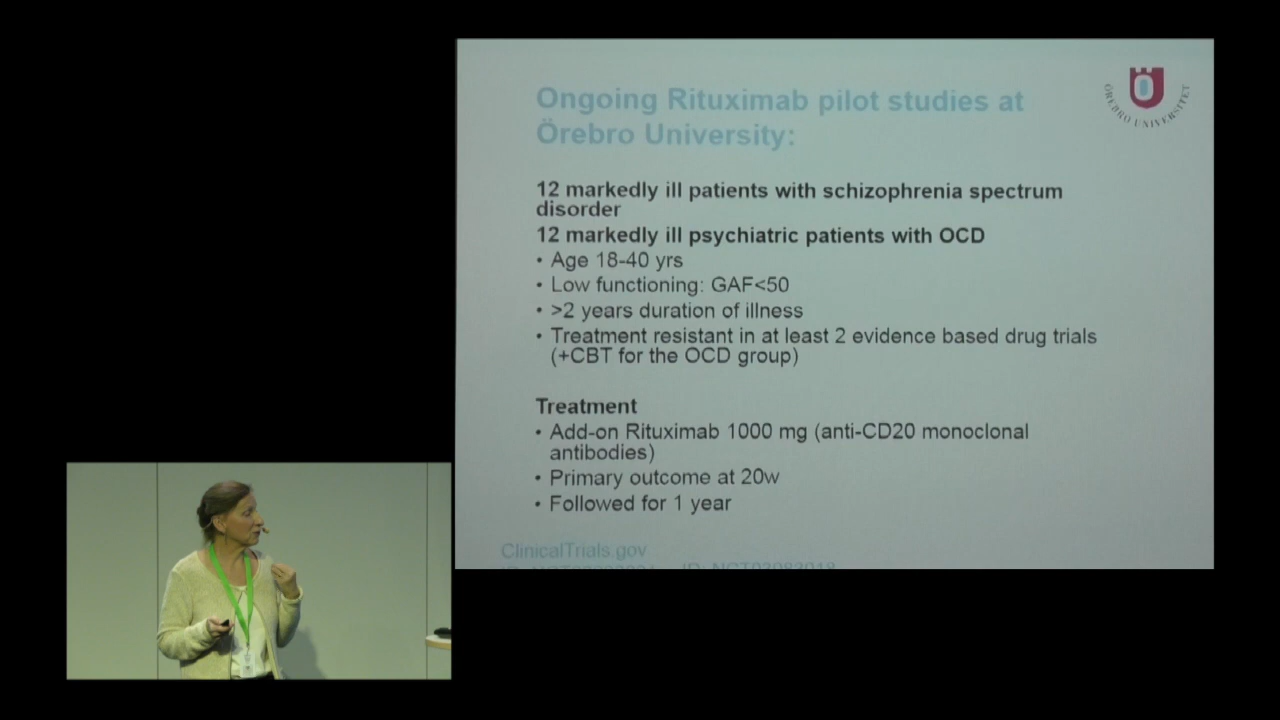 Ongoing Rituximab pilot studies at
Örebro University:
ÖREBRO UNIVERSITET
12 markedly ill patients with schizophrenia spectrum
disorder
12 markedly ill psychiatric patients with OCD
• Age 18-40 yrs
• Low functioning: GAF<50
• >2 years duration of illness
• Treatment resistant in at least 2 evidence based drug trials
(+CBT for the OCD group)
Treatment
• Add-on Rituximab 1000 mg (anti-CD20 monoclonal
antibodies)
• Primary outcome at 20w
• Followed for 1 year
ClinicalTrials.gov